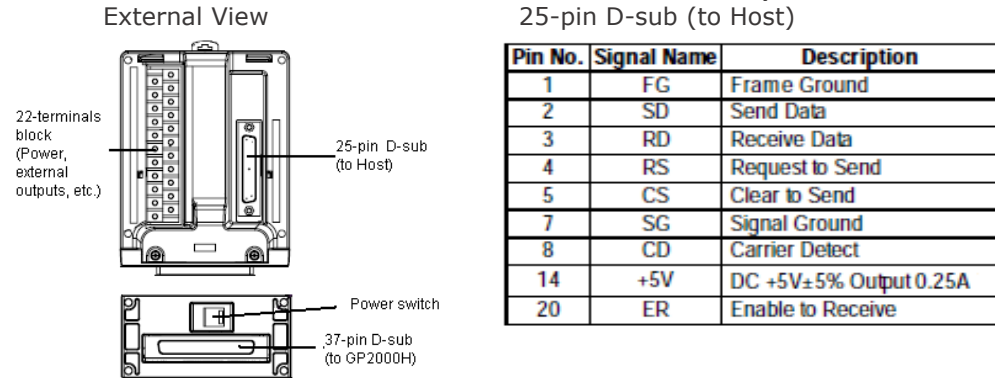 External View
22-terminals
block
(Power,
external
outputs, etc.)
25-pin D-sub
(to Host)
Power switch
37-pin D-sub
(to GP2000H)
25-pin D-sub (to Host)
Pin No. Signal Name Description
1 FG Frame Ground
2 SD Send Data
3 RD Receive Data
4 RS Request to Send
5 CS Clear to Send
7 SG Signal Ground
8 CD Carrier Detect
14 +5V DC +5V±5% Output 0.25A
20 ER Enable to Receive